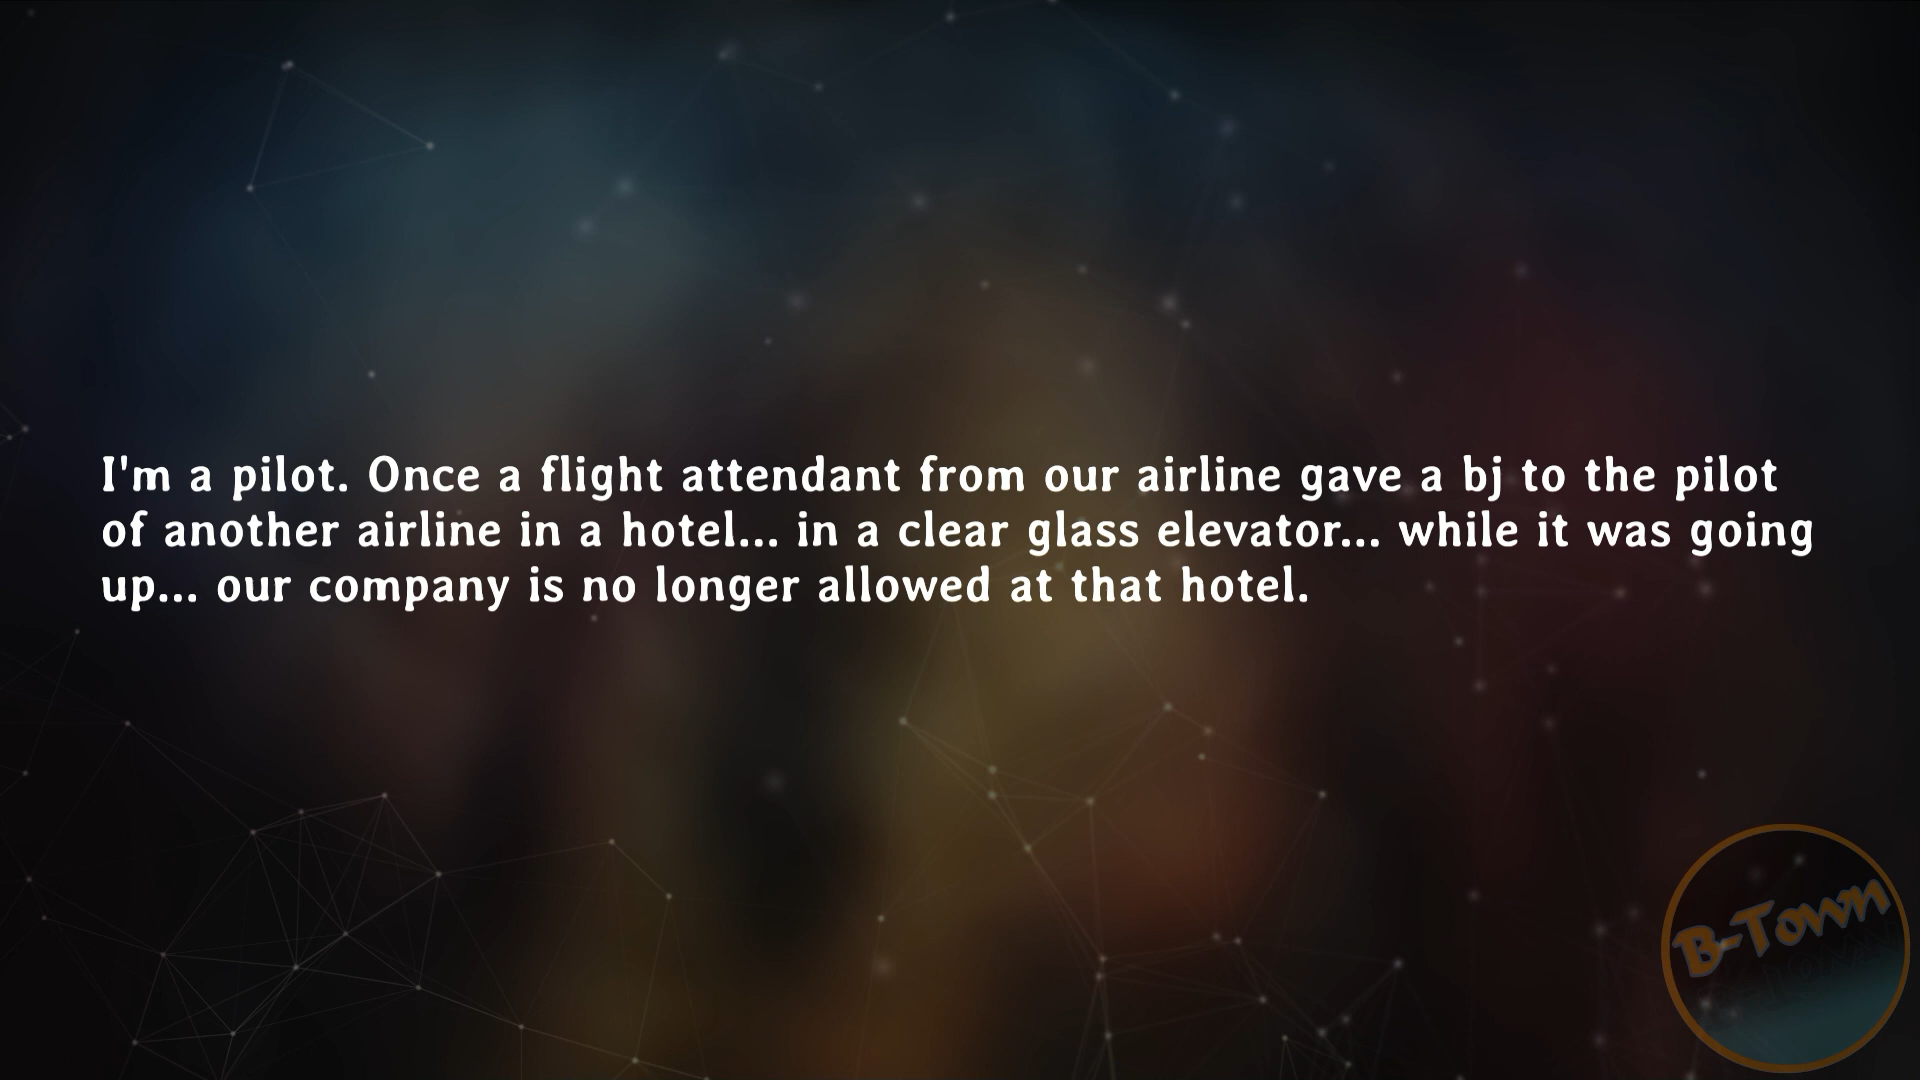 I'm a pilot. Once a flight attendant from our airline gave a bj to the pilot
of another airline in a hotel... in a clear glass elevator... while it was going
up... our company is no longer allowed at that hotel.
B-Town